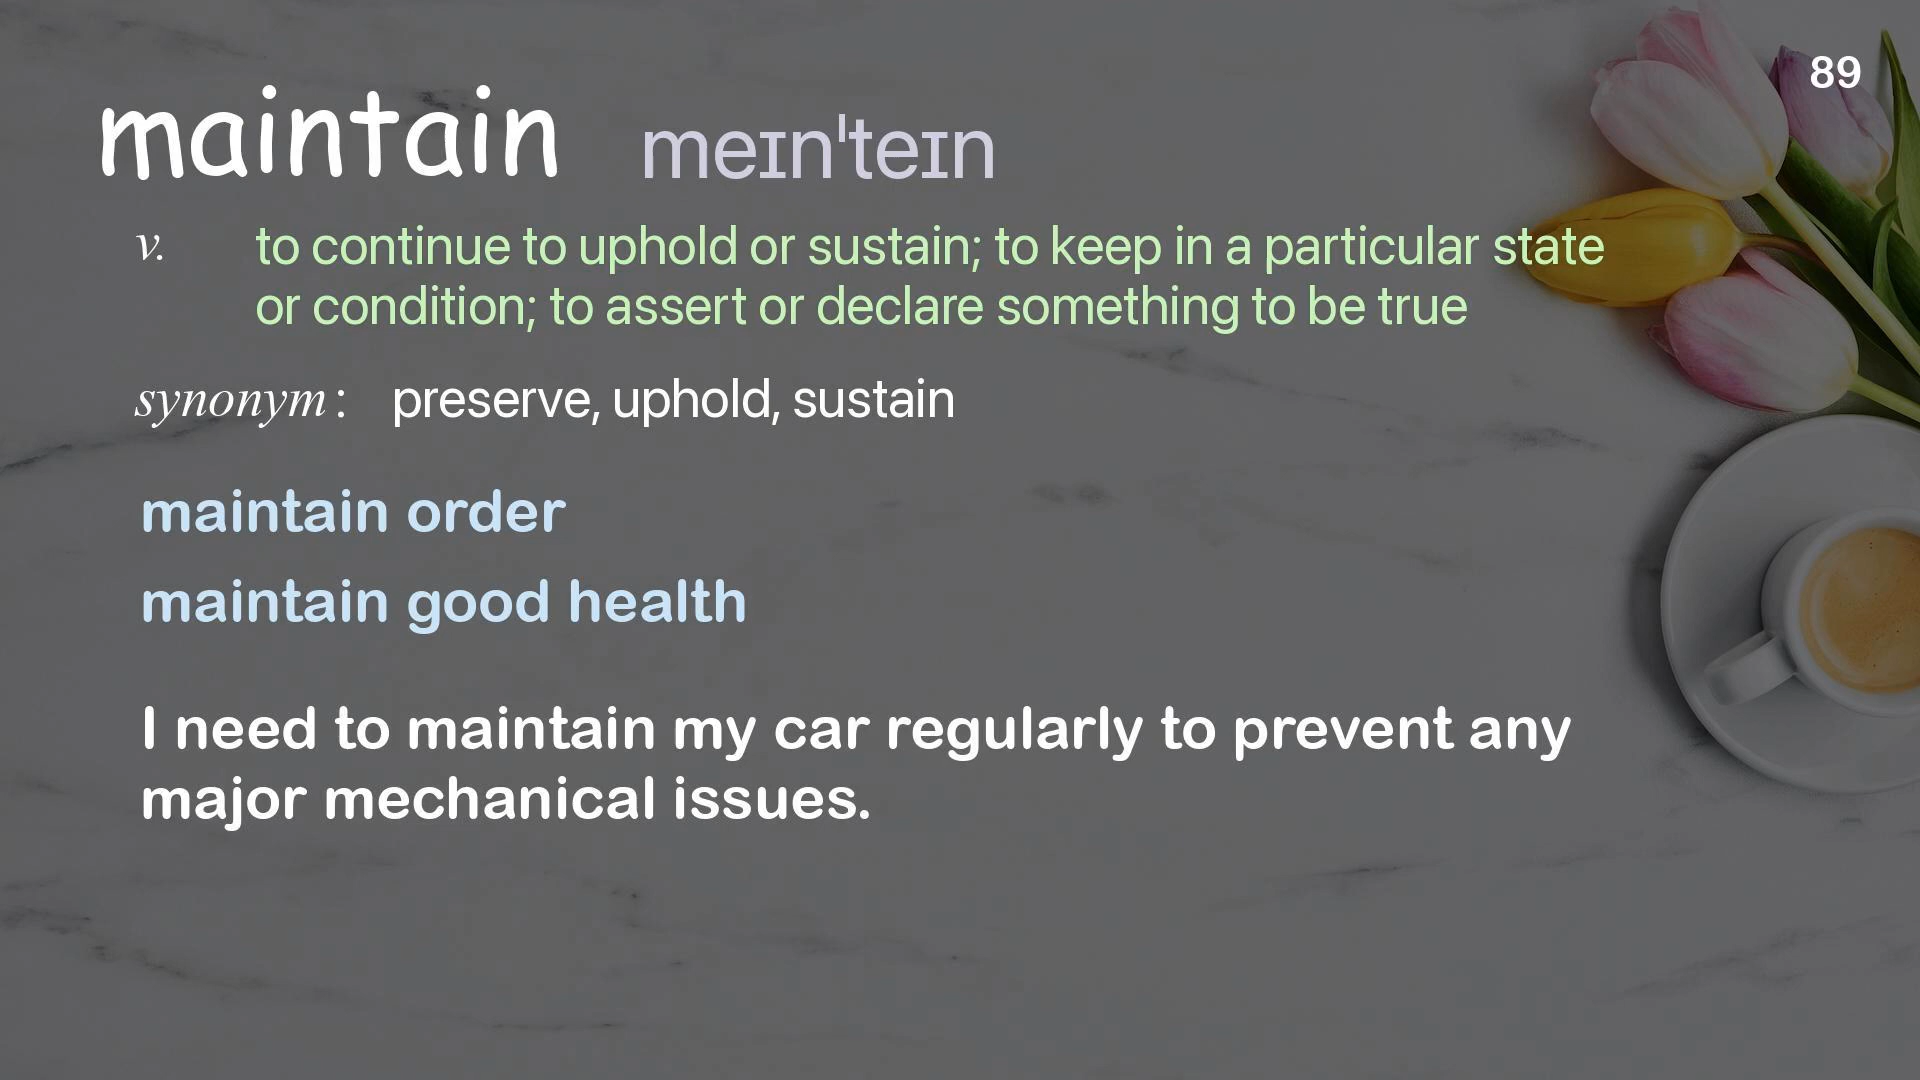 89
maintain meɪn'teɪn
v. to continue to uphold or sustain; to keep in a particular state
or condition; to assert or declare something to be true
synonym: preserve, uphold, sustain
maintain order
maintain good health
I need to maintain my car regularly to prevent any
major mechanical issues.